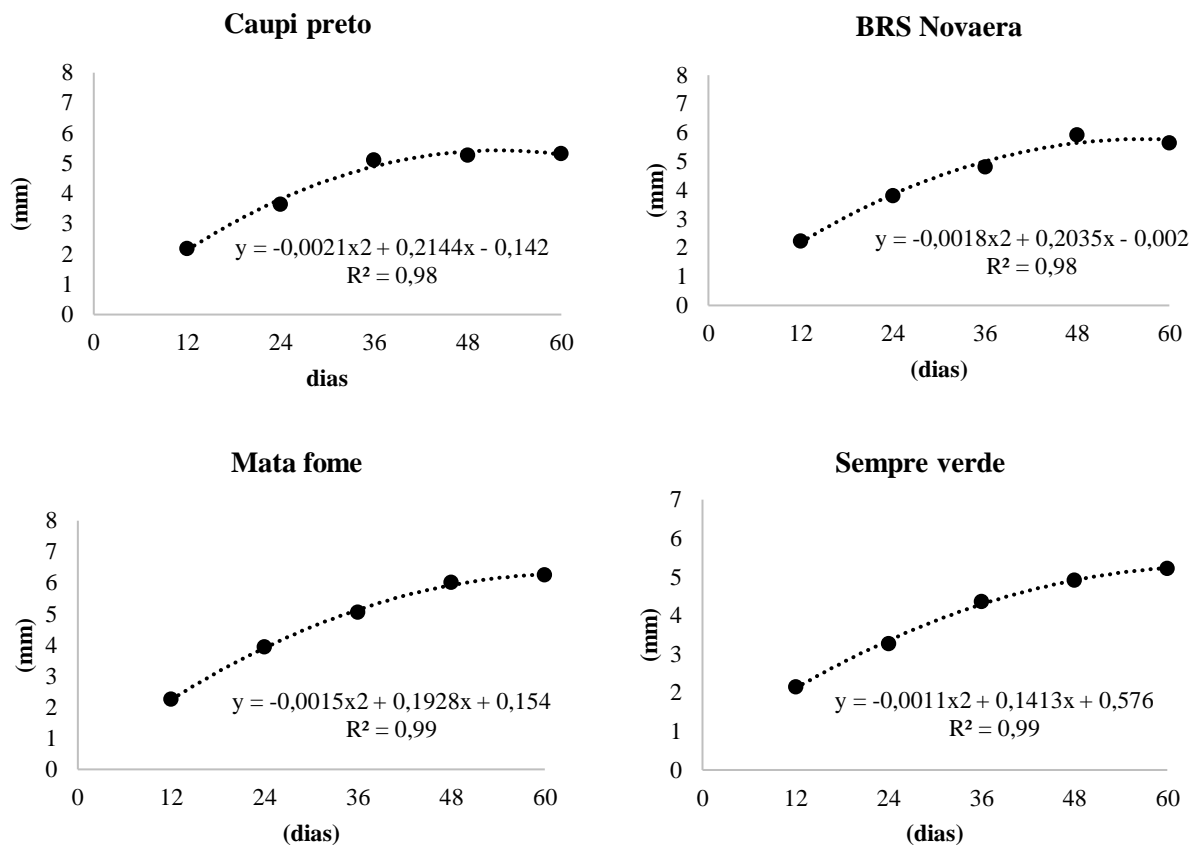 Caupi preto
8
7
6
5
4
3
2
1
0
(mm)
y = -0,0021x2 + 0,2144x - 0,142
R² = 0,98
0 12 24 36 48 60
dias
BRS Novaera
8
7
6
5
4
3
2
1
0
(mm)
y = -0,0018x2 + 0,2035x - 0,002
R² = 0,98
0 12 24 36 48 60
(dias)
Mata fome
8
7
6
5
4
3
2
1
0
(mm)
y = -0,0015x2 + 0,1928x + 0,154
R² = 0,99
0 12 24 36 48 60
(dias)
Sempre verde
7
6
5
4
3
2
1
0
(mm)
y = -0,0011x2 + 0,1413x + 0,576
R² = 0,99
0 12 24 36 48 60
(dias)